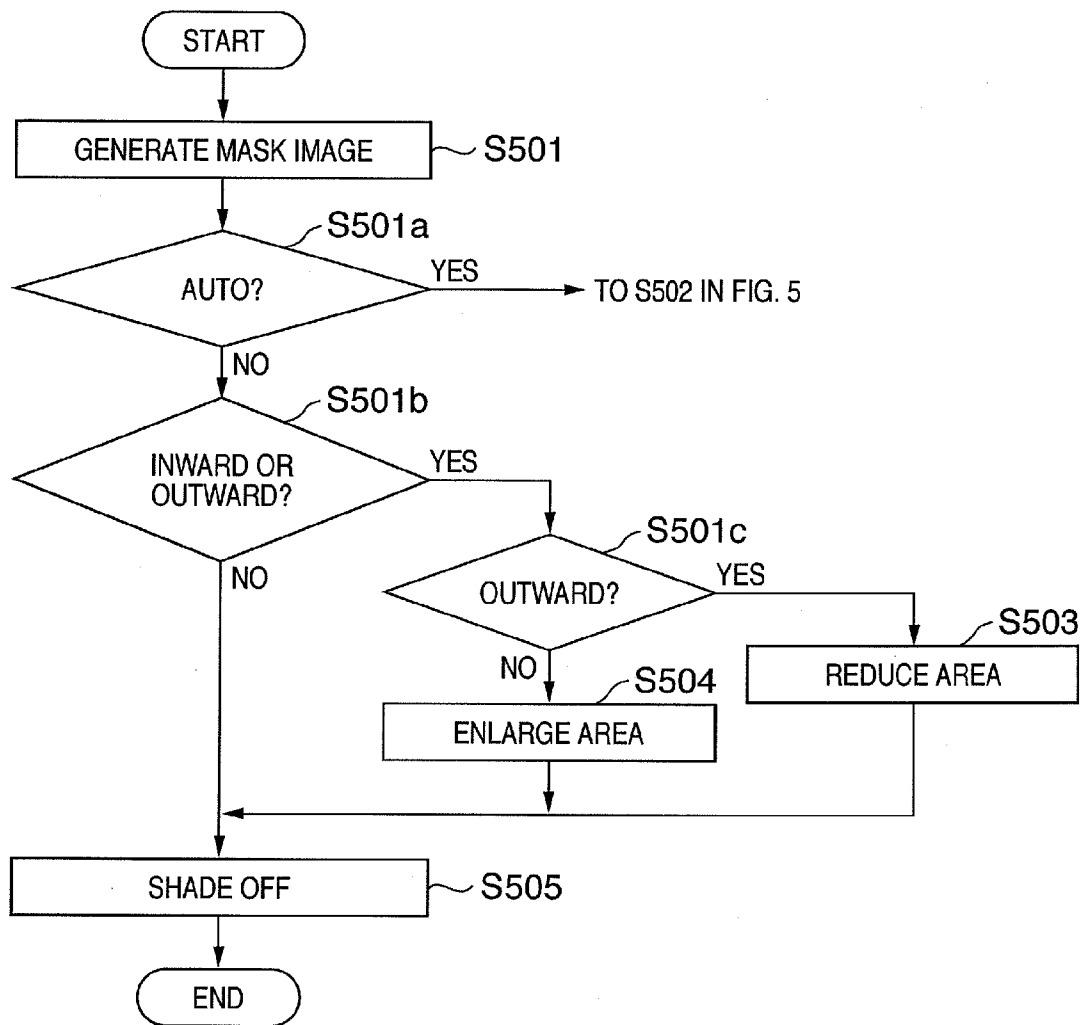 START
GENERATE MASK IMAGE
S501
S501a
AUTO?
YES
TO S502 IN FIG. 5
NO
S501b
INWARD OR
OUTWARD?
YES
NO
S501c
OUTWARD?
YES
NO
S503
REDUCE AREA
S504
ENLARGE AREA
SHADE OFF
S505
END